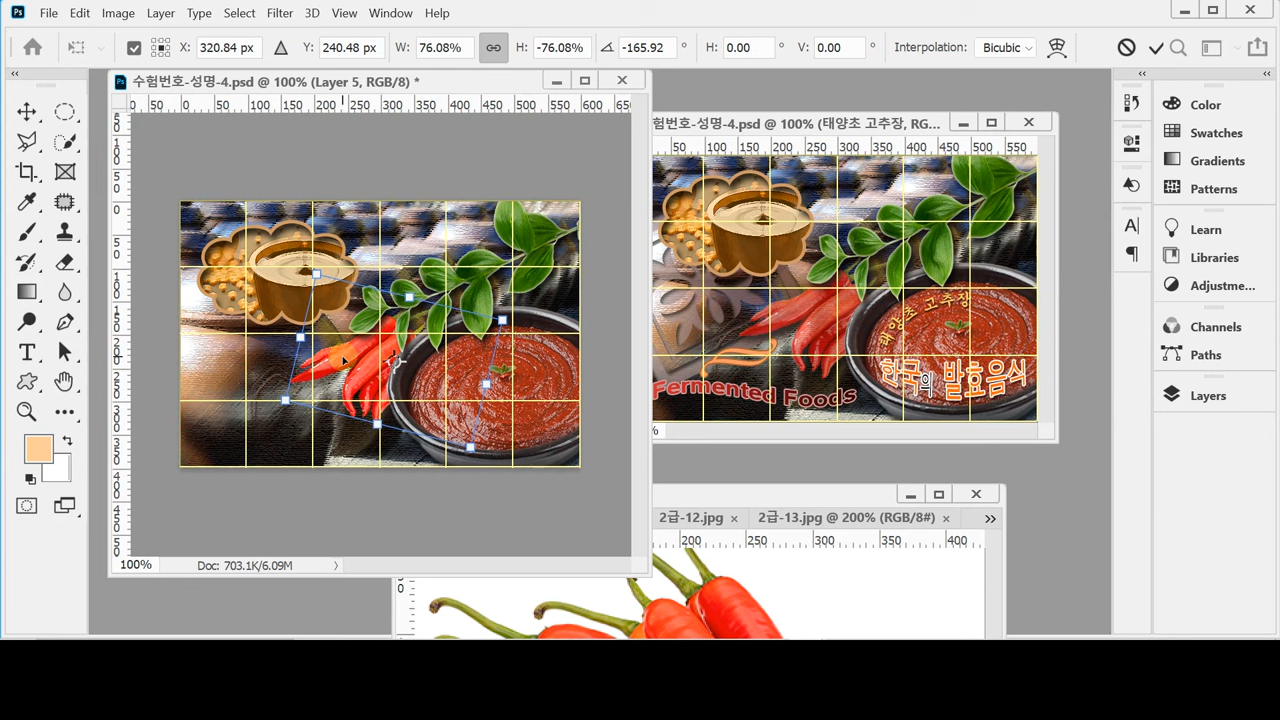 Ps File Edit Image Layer Type Select Filter 3D View Window Help
X: 320.84 px Y: 240.48 px W: 76.08% H: -76.08% -165.92 ° H: 0.00 ° V: 0.00 ° Interpolation: Bicubic
수험번호-성명-4.psd @ 100% (Layer 5, RGB/8) *
50 0 50 100 150 200 250 300 350 400 450 500 550 600 650
험번호-성명-4.psd @ 100% (태양초 고추장, RG...
50 100 150 200 250 300 350 400 450 500 550
태양초 고추장
한국의 발효음식
Fermented Foods
%
100% Doc: 703.1K/6.09M
2급-12.jpg × 2급-13.jpg @ 200% (RGB/8#) ×
200 250 300 350 400
Color
Swatches
Gradients
Patterns
Learn
Libraries
Adjustme...
Channels
Paths
Layers